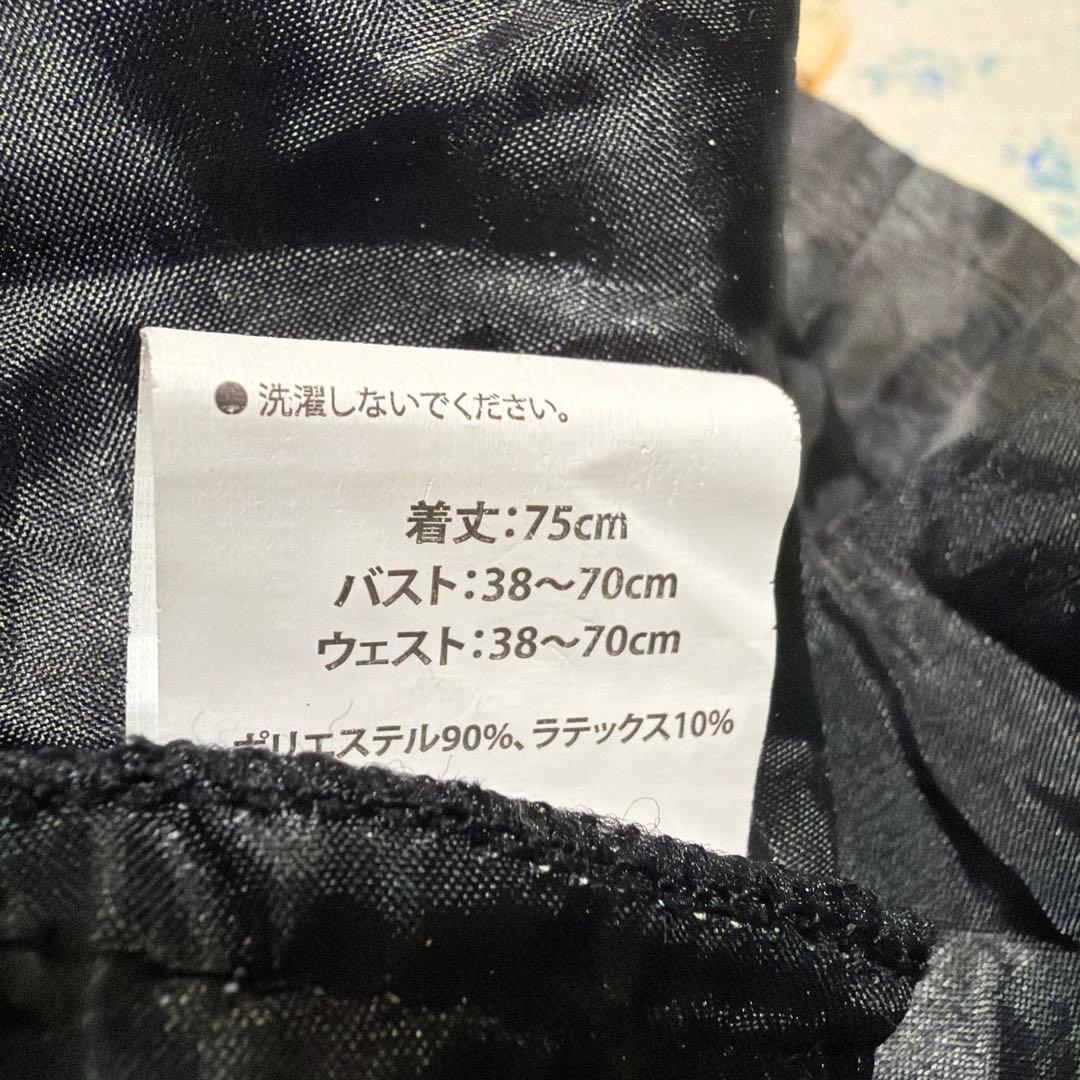 ●洗濯しないでください。
着丈:75cm
バスト:38〜70cm
ウェスト:38〜70cm
ポリエステル90%、ラテックス10%